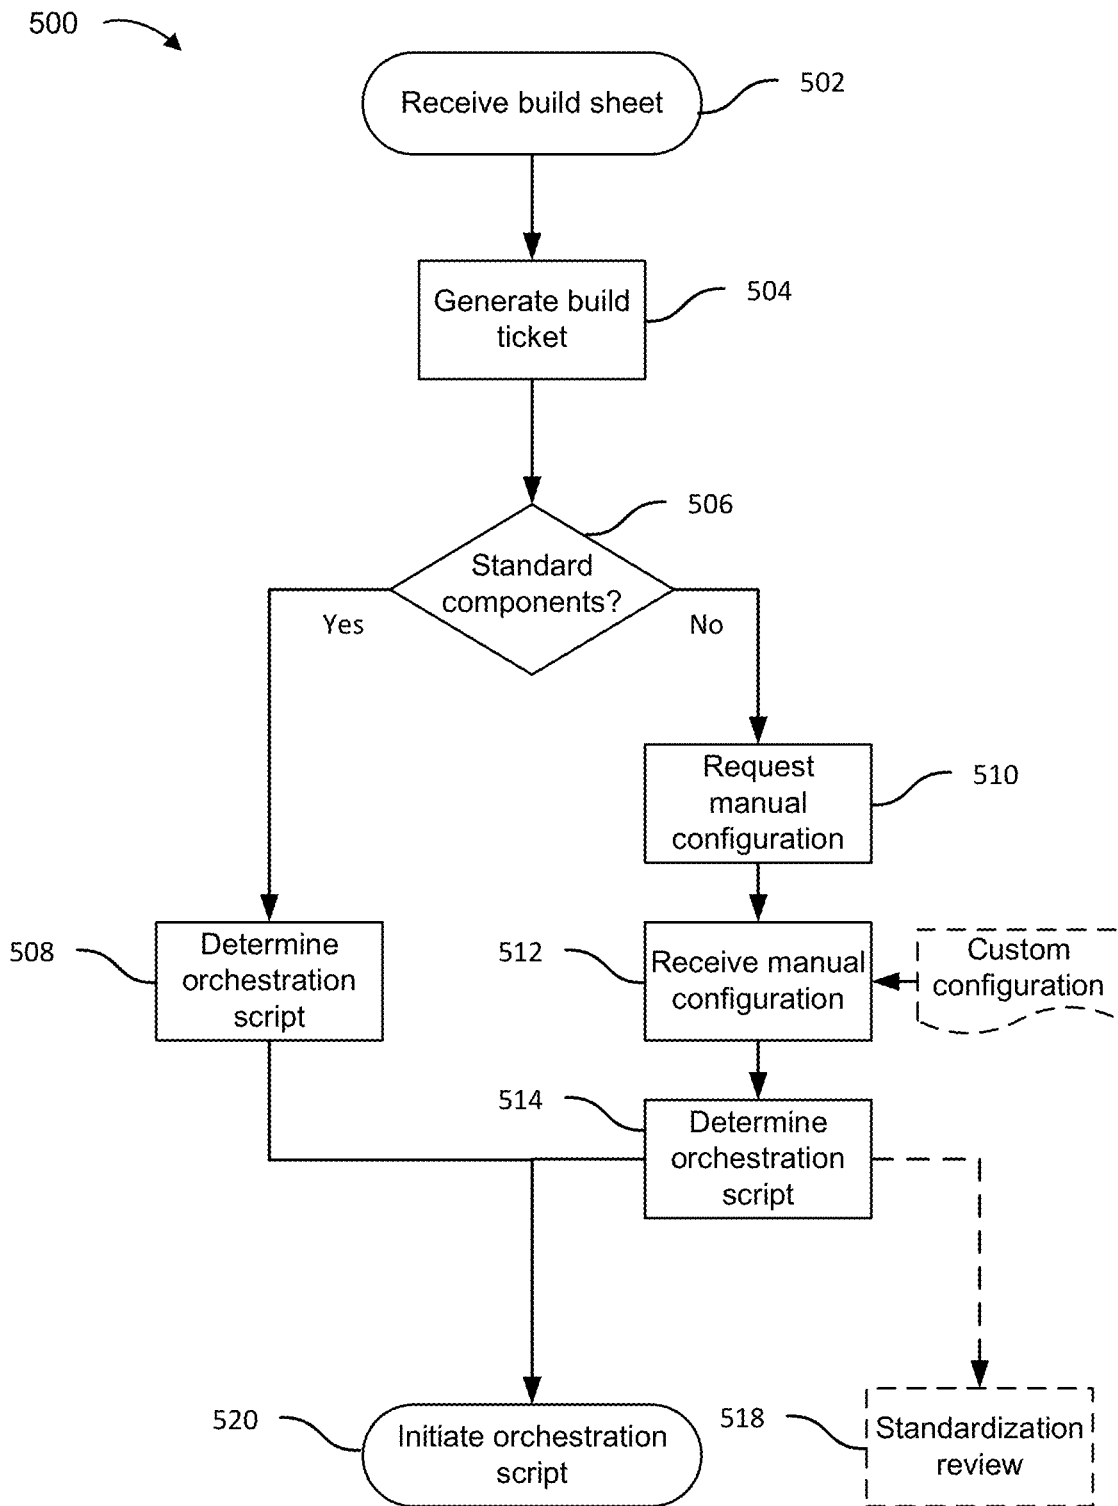 500
Receive build sheet
502
Generate build
ticket
504
506
Standard
components?
Yes
No
Request
manual
configuration
510
508
Determine
orchestration
script
512
Receive manual
configuration
Custom
configuration
514
Determine
orchestration
script
520
Initiate orchestration
script
518
Standardization
review